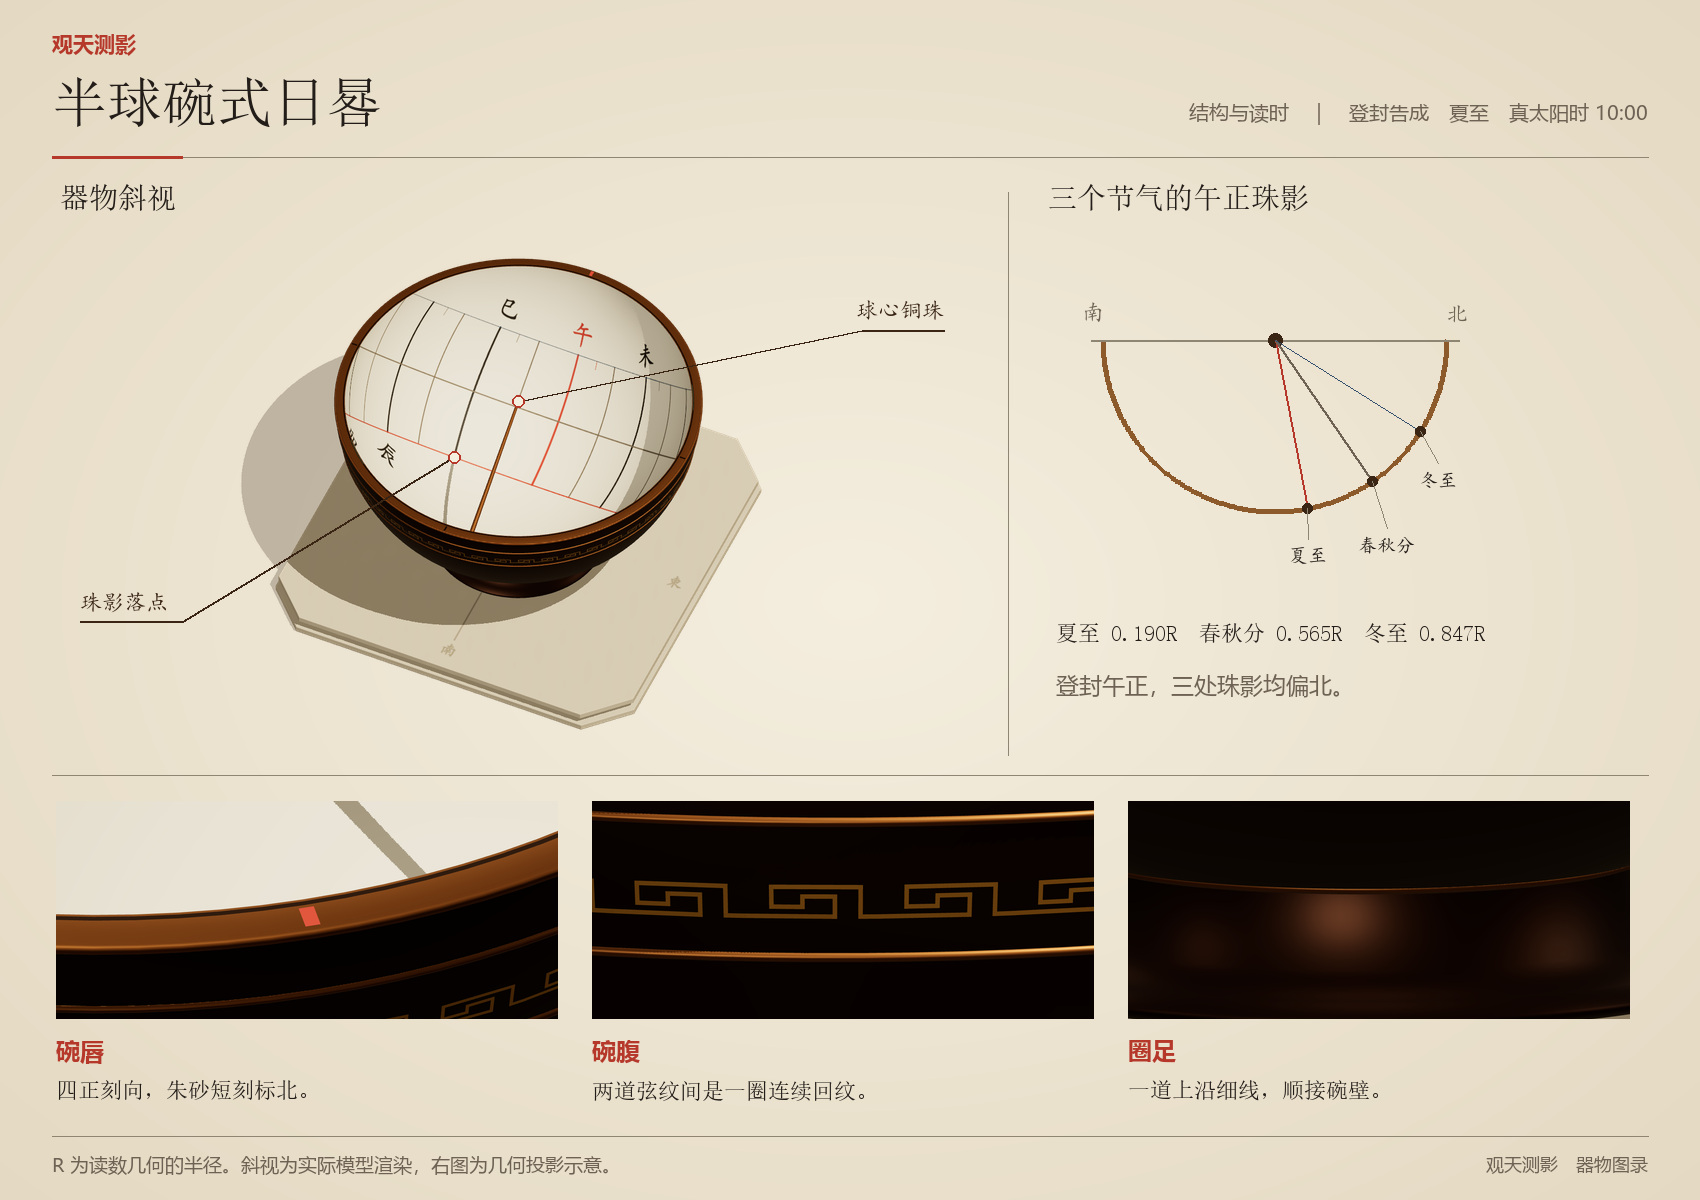 观天测影
半球碗式日晷
结构与读时 | 登封告成 夏至 真太阳时 10:00
器物斜视
巳
午
未
辰
球心铜珠
珠影落点
南
三个节气的午正珠影
南
北
冬至
春秋分
夏至
夏至 0.190R 春秋分 0.565R 冬至 0.847R
登封午正，三处珠影均偏北。
碗唇
四正刻向，朱砂短刻标北。
碗腹
两道弦纹间是一圈连续回纹。
圈足
一道上沿细线，顺接碗壁。
R 为读数几何的半径。斜视为实际模型渲染，右图为几何投影示意。
观天测影 器物图录